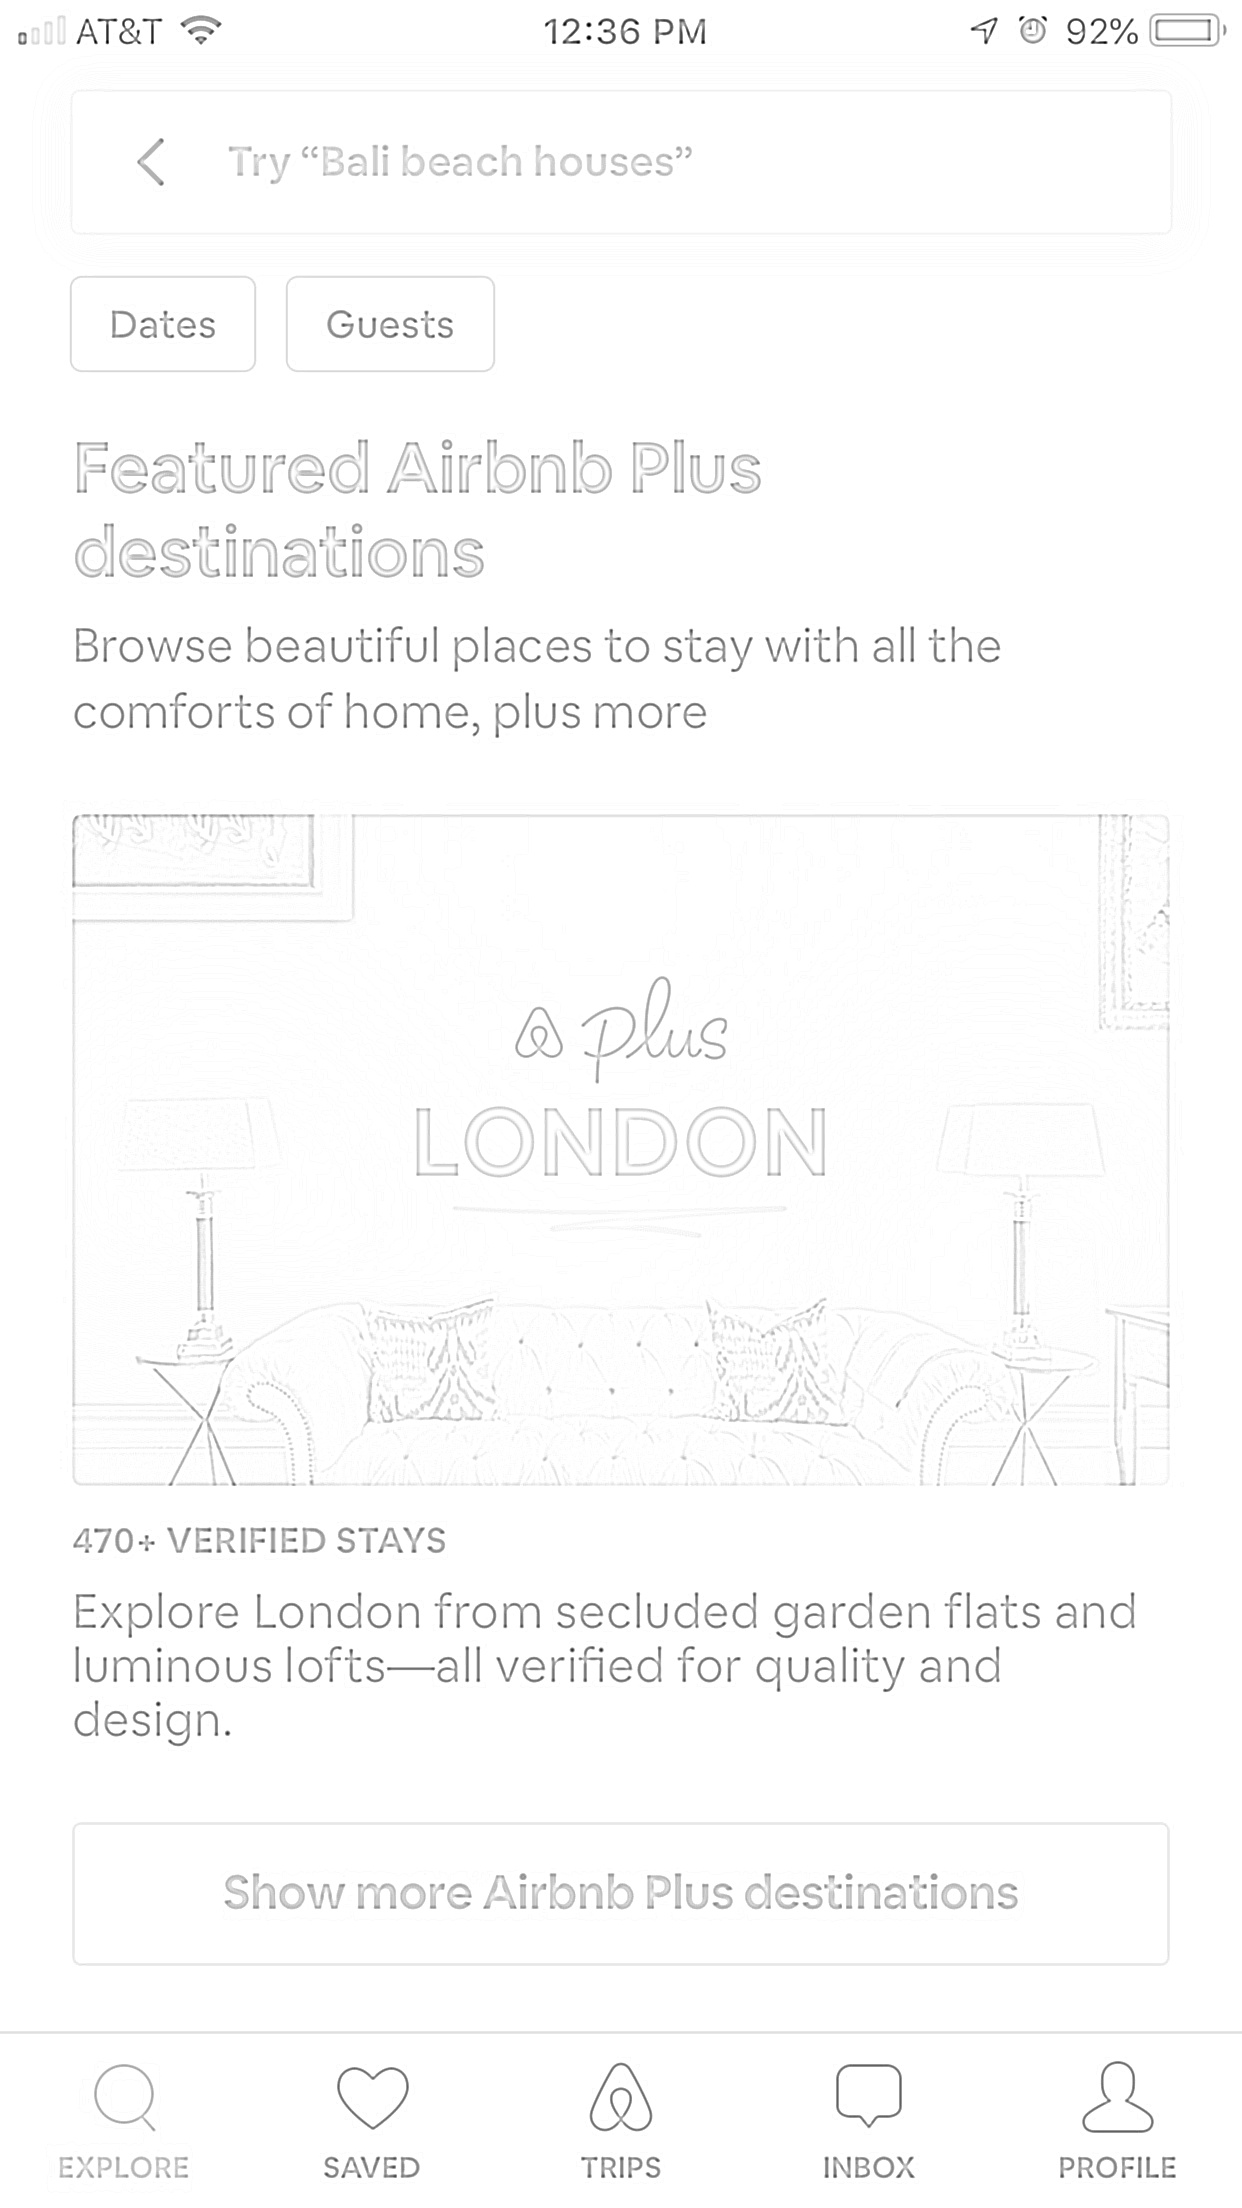 AT&T 12:36 PM 92%
Try “Bali beach houses”
Dates Guests
Featured Airbnb Plus
destinations
Browse beautiful places to stay with all the
comforts of home, plus more
plus
LONDON
470+ VERIFIED STAYS
Explore London from secluded garden flats and
luminous lofts—all verified for quality and
design.
Show more Airbnb Plus destinations
EXPLORE SAVED TRIPS INBOX PROFILE